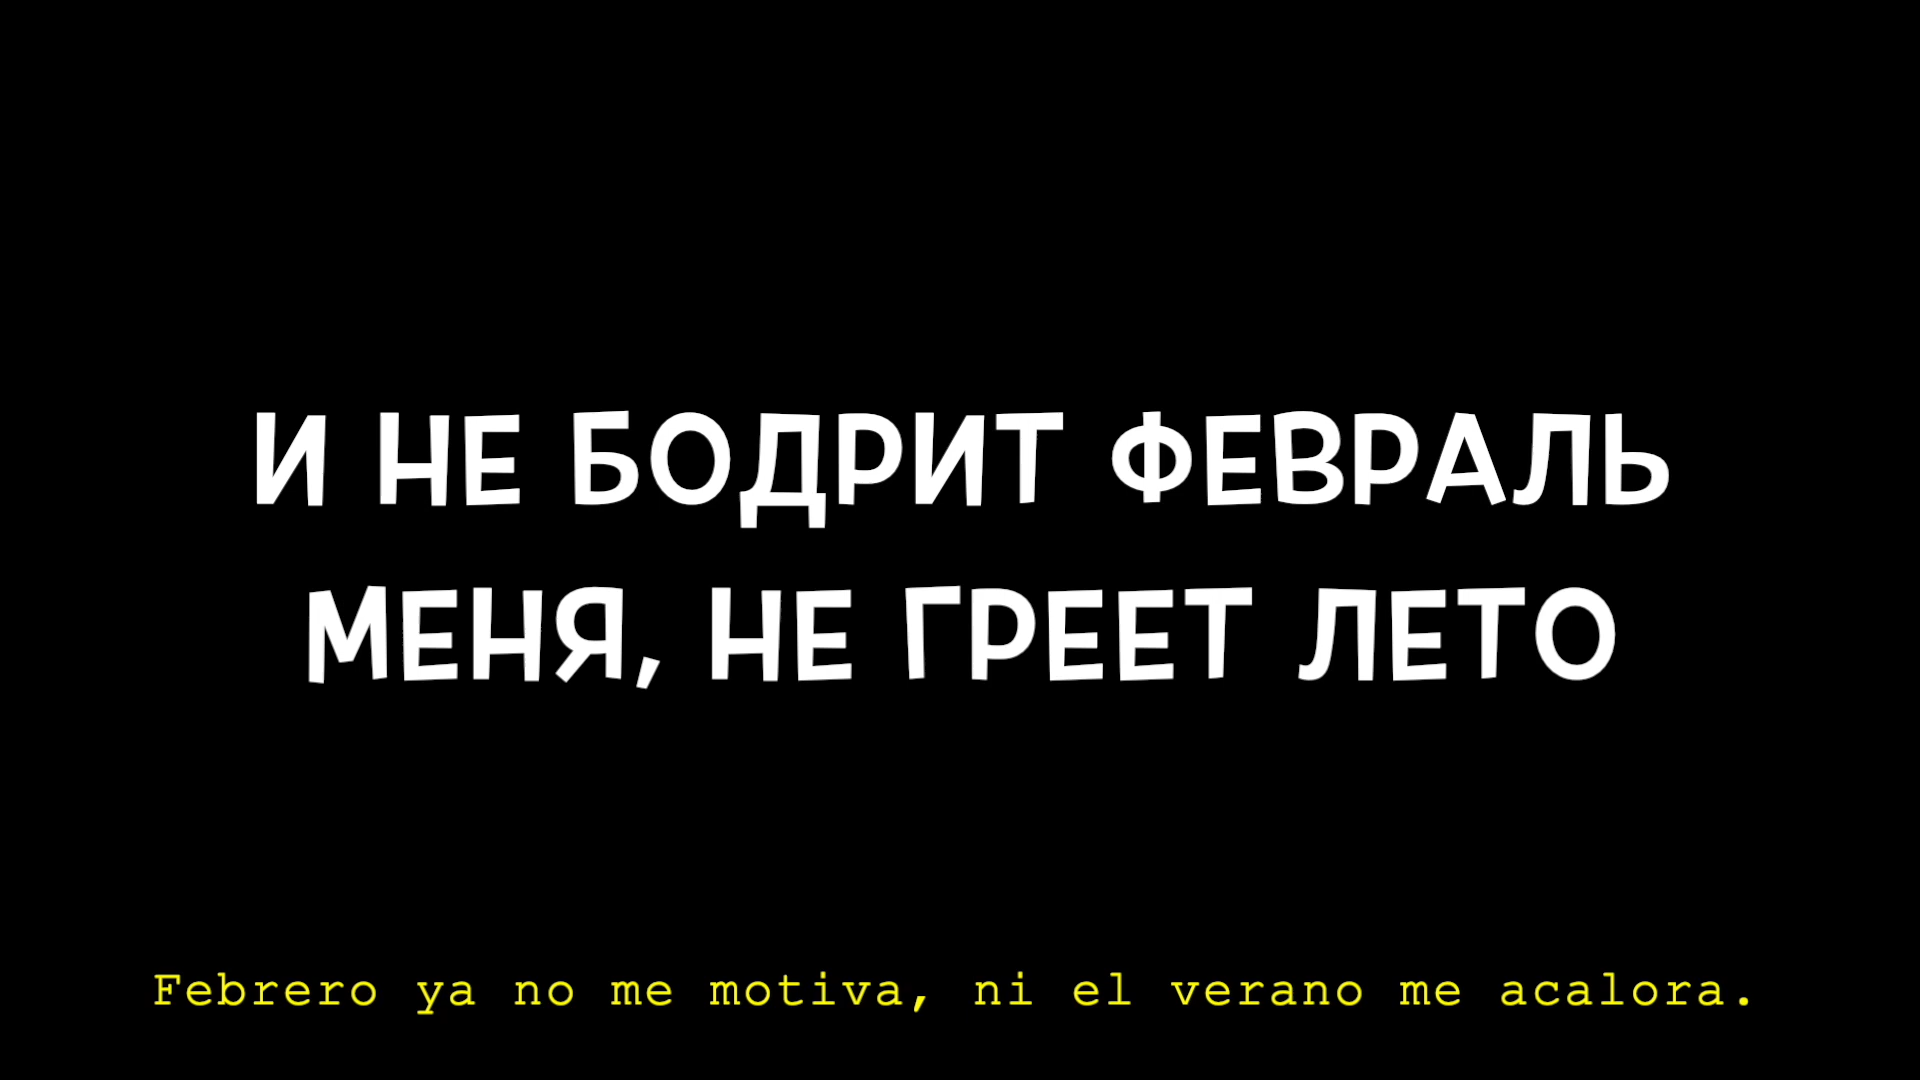 И НЕ БОДРИТ ФЕВРАЛЬ
МЕНЯ, НЕ ГРЕЕТ ЛЕТО
Febrero ya no me motiva, ni el verano me acalora.